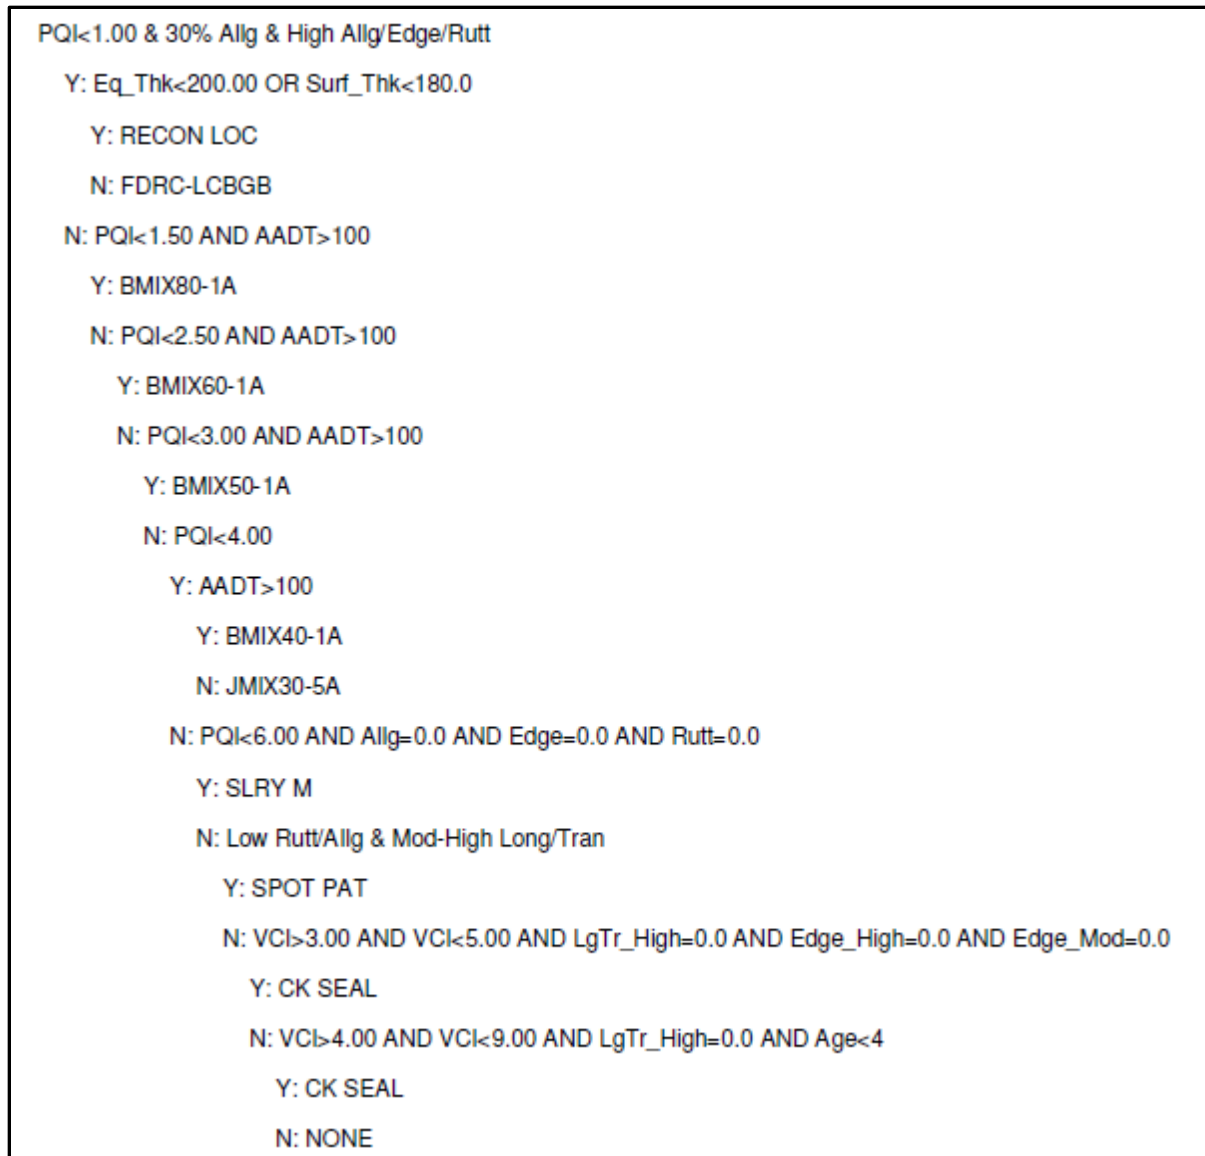 PQI<1.00 & 30% Allg & High Allg/Edge/Rutt
Y: Eq_Thk<200.00 OR Surf_Thk<180.0
Y: RECON LOC
N: FDRC-LCBGB
N: PQI<1.50 AND AADT>100
Y: BMIX80-1A
N: PQI<2.50 AND AADT>100
Y: BMIX60-1A
N: PQI<3.00 AND AADT>100
Y: BMIX50-1A
N: PQI<4.00
Y: AADT>100
Y: BMIX40-1A
N: JMIX30-5A
N: PQI<6.00 AND Allg=0.0 AND Edge=0.0 AND Rutt=0.0
Y: SLRY M
N: Low Rutt/Allg & Mod-High Long/Tran
Y: SPOT PAT
N: VCI>3.00 AND VCI<5.00 AND LgTr_High=0.0 AND Edge_High=0.0 AND Edge_Mod=0.0
Y: CK SEAL
N: VCI>4.00 AND VCI<9.00 AND LgTr_High=0.0 AND Age<4
Y: CK SEAL
N: NONE